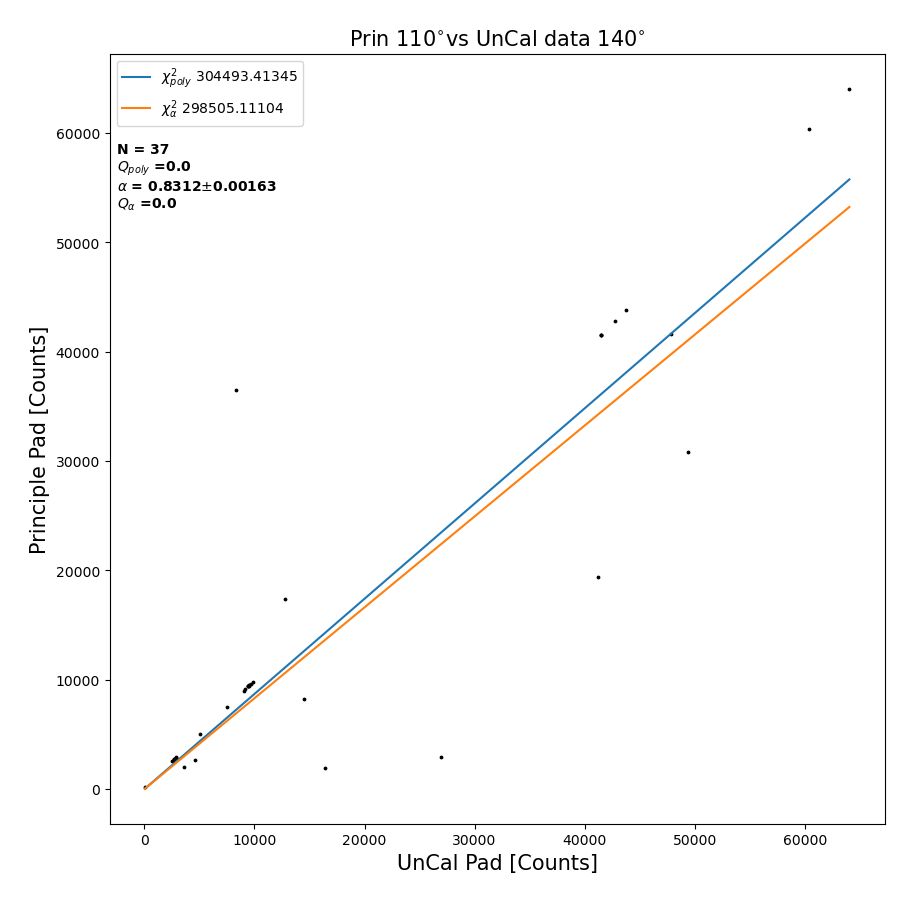 Prin 110°vs UnCal data 140°
χ²poly 304493.41345
χ²α 298505.11104
N = 37
Qpoly =0.0
α = 0.8312±0.00163
Qα =0.0
60000
50000
40000
30000
20000
10000
0
Principle Pad [Counts]
0 10000 20000 30000 40000 50000 60000
UnCal Pad [Counts]